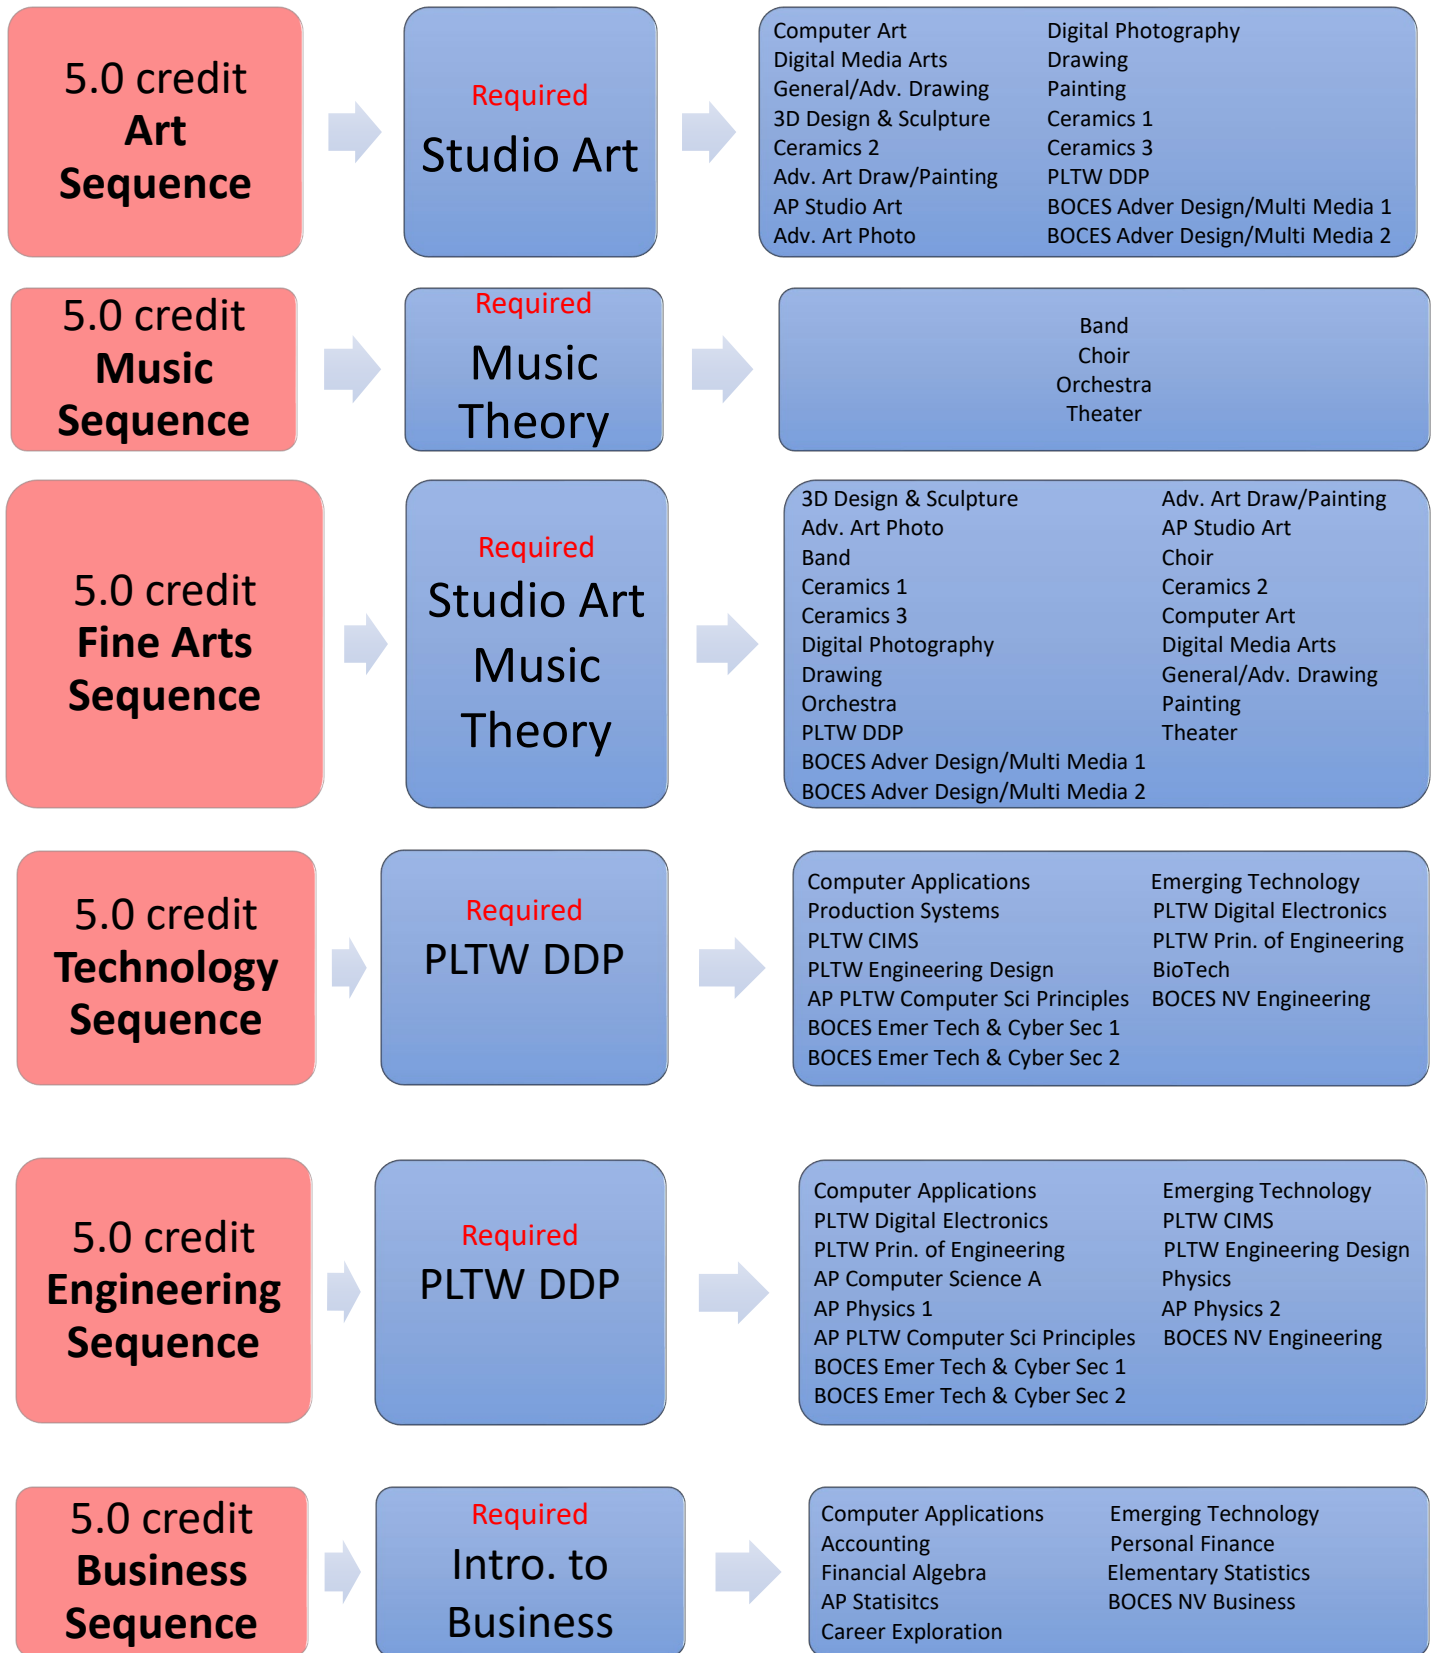 5.0 credit
Art
Sequence
Required
Studio Art
Computer Art
Digital Media Arts
General/Adv. Drawing
3D Design & Sculpture
Ceramics 2
Adv. Art Draw/Painting
AP Studio Art
Adv. Art Photo
Digital Photography
Drawing
Painting
Ceramics 1
Ceramics 3
PLTW DDP
BOCES Adver Design/Multi Media 1
BOCES Adver Design/Multi Media 2
5.0 credit
Music
Sequence
Required
Music
Theory
Band
Choir
Orchestra
Theater
5.0 credit
Fine Arts
Sequence
Required
Studio Art
Music
Theory
3D Design & Sculpture
Adv. Art Photo
Band
Ceramics 1
Ceramics 3
Digital Photography
Drawing
Orchestra
PLTW DDP
BOCES Adver Design/Multi Media 1
BOCES Adver Design/Multi Media 2
Adv. Art Draw/Painting
AP Studio Art
Choir
Ceramics 2
Computer Art
Digital Media Arts
General/Adv. Drawing
Painting
Theater
5.0 credit
Technology
Sequence
Required
PLTW DDP
Computer Applications
Production Systems
PLTW CIMS
PLTW Engineering Design
AP PLTW Computer Sci Principles
BOCES Emer Tech & Cyber Sec 1
BOCES Emer Tech & Cyber Sec 2
Emerging Technology
PLTW Digital Electronics
PLTW Prin. of Engineering
BioTech
BOCES NV Engineering
5.0 credit
Engineering
Sequence
Required
PLTW DDP
Computer Applications
PLTW Digital Electronics
PLTW Prin. of Engineering
AP Computer Science A
AP Physics 1
AP PLTW Computer Sci Principles
BOCES Emer Tech & Cyber Sec 1
BOCES Emer Tech & Cyber Sec 2
Emerging Technology
PLTW CIMS
PLTW Engineering Design
Physics
AP Physics 2
BOCES NV Engineering
5.0 credit
Business
Sequence
Required
Intro. to
Business
Computer Applications
Accounting
Financial Algebra
AP Statisitcs
Career Exploration
Emerging Technology
Personal Finance
Elementary Statistics
BOCES NV Business